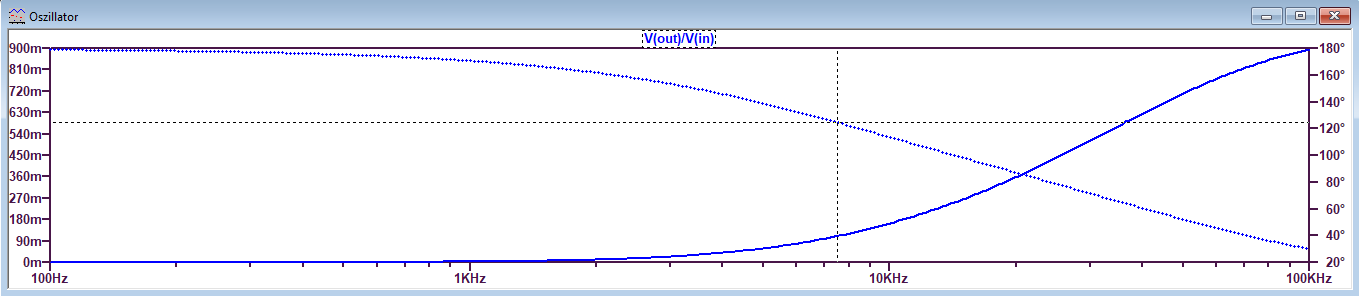 Oszillator
V(out)/V(in)
900m 180°
810m 160°
720m 140°
630m 120°
540m 100°
450m 80°
360m 60°
270m 40°
180m 20°
90m
0m
100Hz 1KHz 10KHz 100KHz